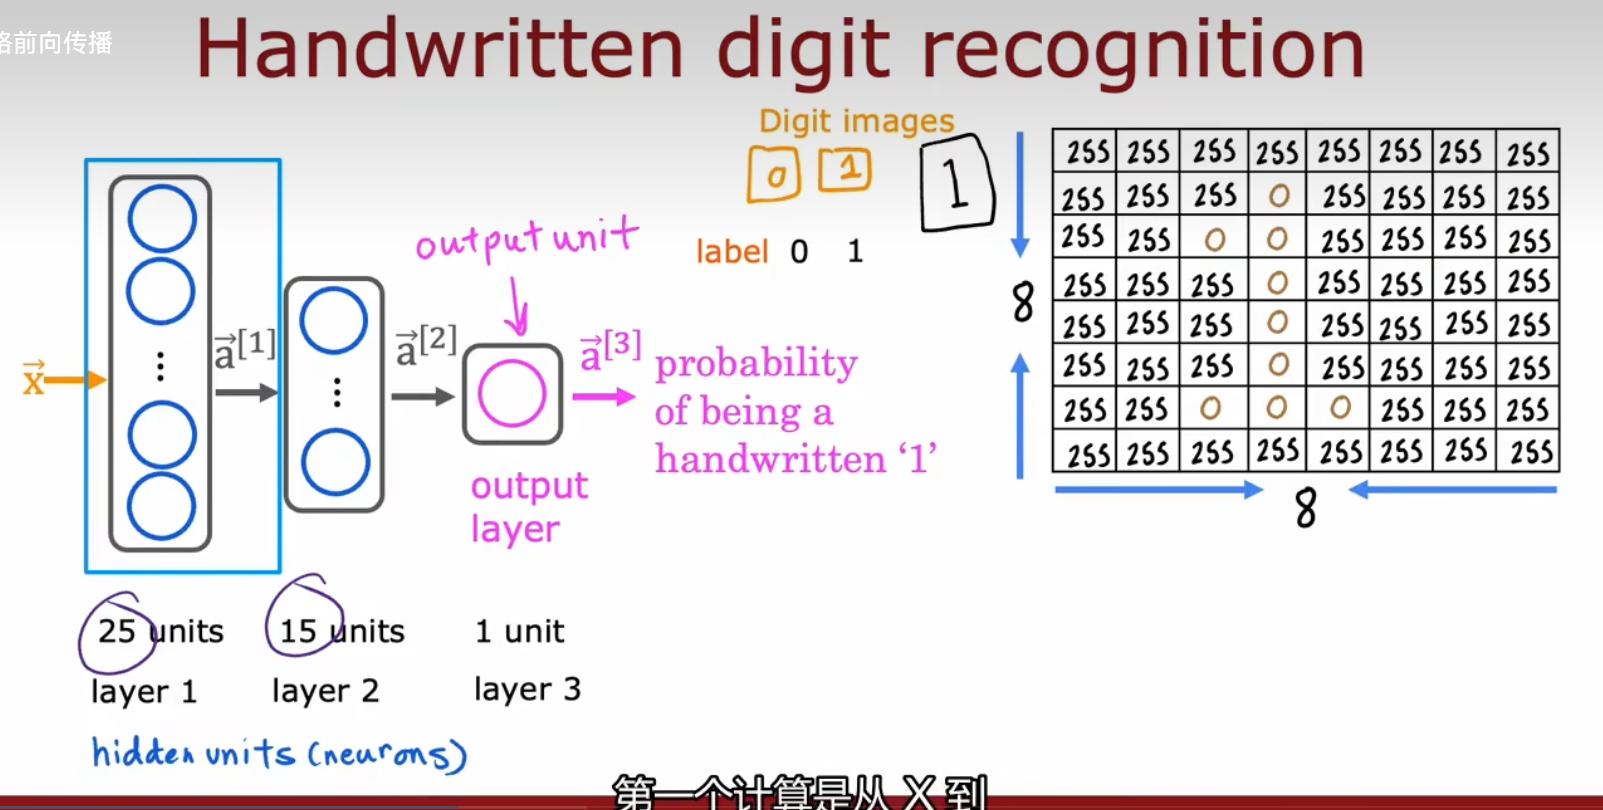 前向传播
Handwritten digit recognition
Digit images
0 1 1
label 0 1
output unit
x⃗
a⃗[1]
a⃗[2]
a⃗[3]
probability
of being a
handwritten ‘1’
output
layer
25 units 15 units 1 unit
layer 1 layer 2 layer 3
hidden units (neurons)
255 255 255 255 255 255 255 255
255 255 255 0 255 255 255 255
255 255 0 0 255 255 255 255
255 255 255 0 255 255 255 255
255 255 255 0 255 255 255 255
255 255 255 0 255 255 255 255
255 255 0 0 0 255 255 255
255 255 255 255 255 255 255 255
8
8
第一个计算是从 X 到